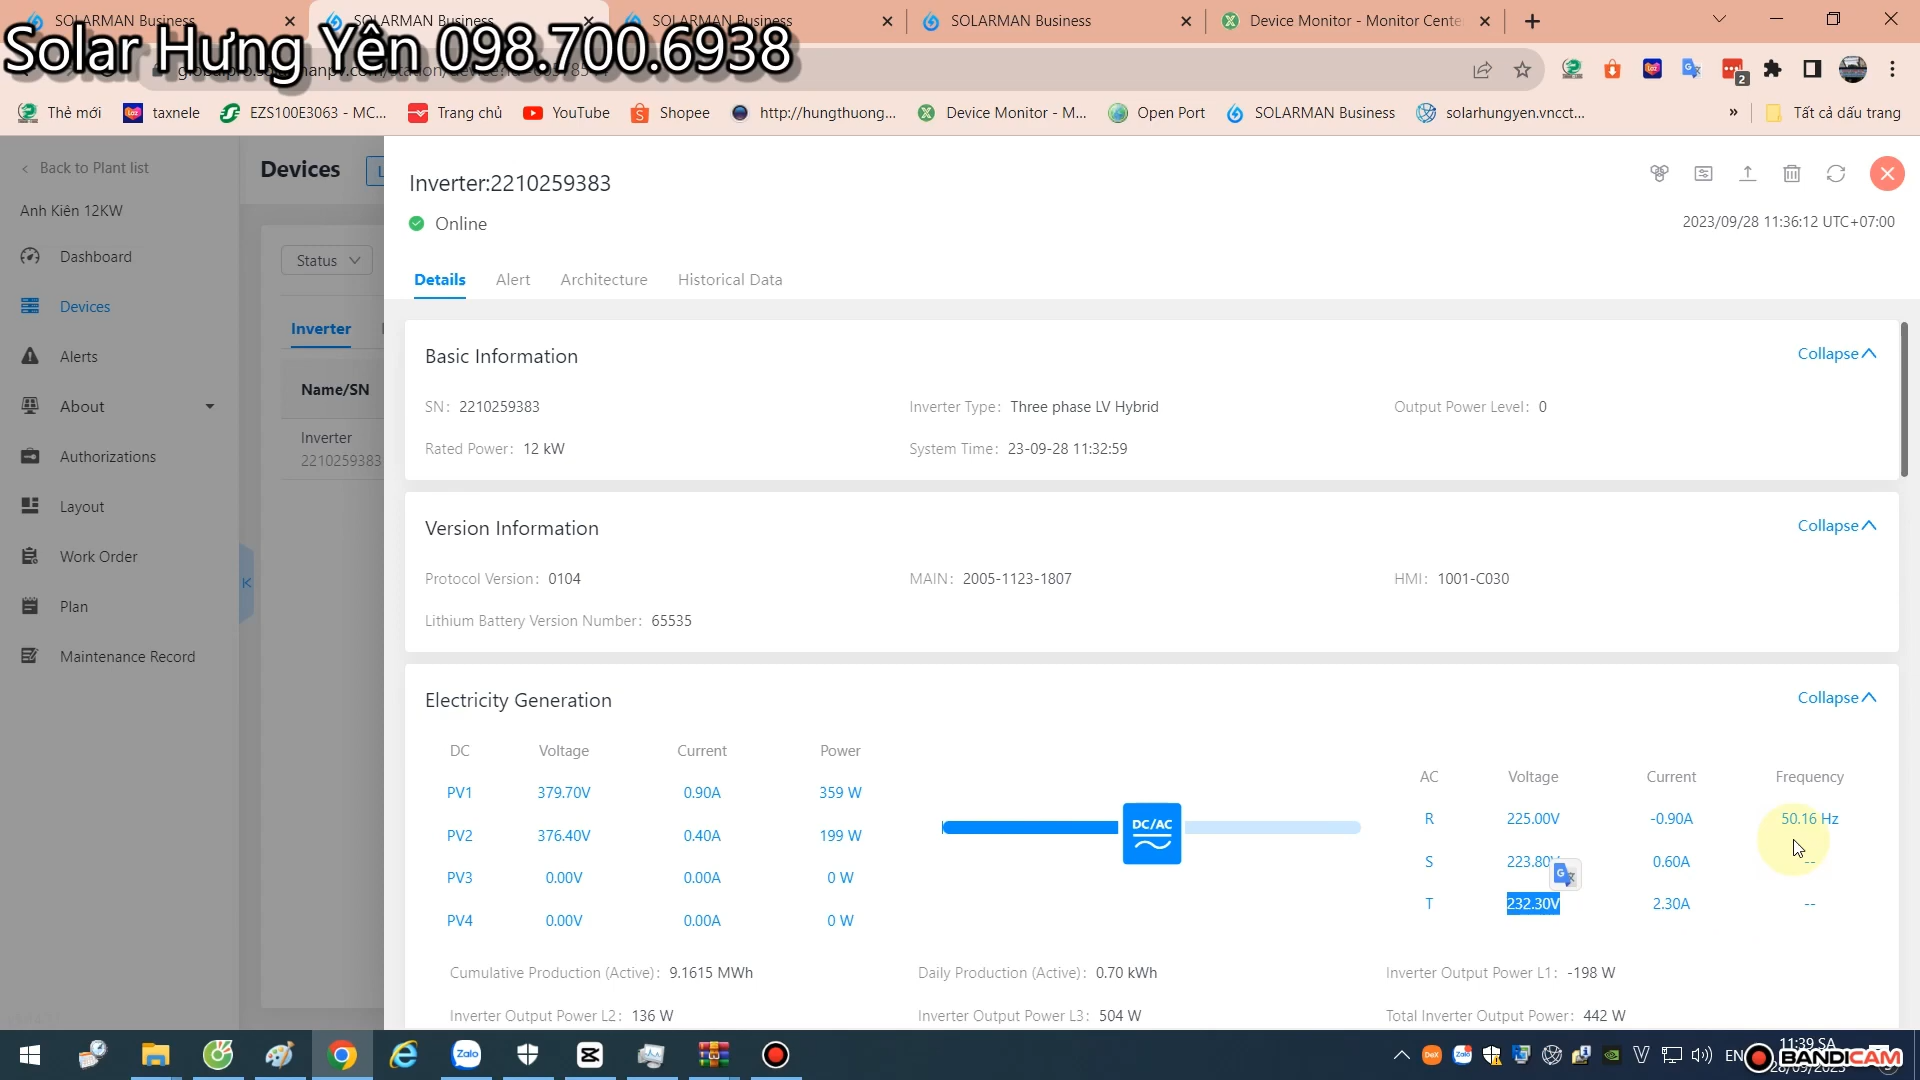 SOLARMAN Business
SOLARMAN Business
SOLARMAN Business
SOLARMAN Business
Device Monitor - Monitor Cente
Solar Hưng Yên 098.700.6938
2
Thẻ mới
taxnele
EZS100E3063 - MC...
Trang chủ
YouTube
Shopee
http://hungthuong...
Device Monitor - M...
Open Port
SOLARMAN Business
solarhungyen.vncct...
»
Tất cả dấu trang
Back to Plant list
Anh Kiên 12KW
Dashboard
Devices
Alerts
About
Authorizations
Layout
Work Order
Plan
Maintenance Record
Devices
Status
Inverter
Name/SN
Inverter
2210259383
Inverter:2210259383
Online
2023/09/28 11:36:12 UTC+07:00
Details Alert Architecture Historical Data
Basic Information
Collapse
SN: 2210259383
Inverter Type: Three phase LV Hybrid
Output Power Level: 0
Rated Power: 12 kW
System Time: 23-09-28 11:32:59
Version Information
Collapse
Protocol Version: 0104
MAIN: 2005-1123-1807
HMI: 1001-C030
Lithium Battery Version Number: 65535
Electricity Generation
Collapse
DC Voltage Current Power
PV1 379.70V 0.90A 359 W
PV2 376.40V 0.40A 199 W
PV3 0.00V 0.00A 0 W
PV4 0.00V 0.00A 0 W
DC/AC
AC Voltage Current Frequency
R 225.00V -0.90A 50.16 Hz
S 223.80V 0.60A --
T 232.30V 2.30A --
Cumulative Production (Active): 9.1615 MWh
Daily Production (Active): 0.70 kWh
Inverter Output Power L1: -198 W
Inverter Output Power L2: 136 W
Inverter Output Power L3: 504 W
Total Inverter Output Power: 442 W
Zalo
EN
11:39 SA
28/09/2023
BANDICAM